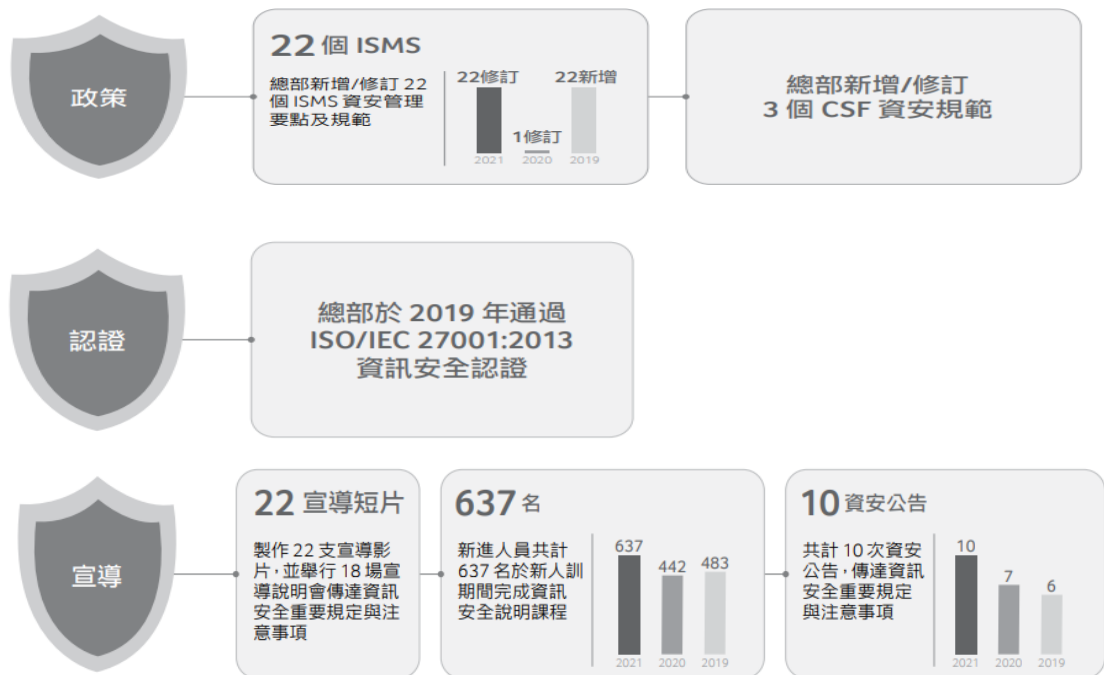 政策
22 個 ISMS
總部新增/修訂 22
個 ISMS 資安管理
要點及規範
22修訂
1修訂
22新增
2021
2020
2019
總部新增/修訂
3 個 CSF 資安規範
認證
總部於 2019 年通過
ISO/IEC 27001:2013
資訊安全認證
宣導
22 宣導短片
製作 22 支宣導影
片，並舉行 18 場宣
導說明會傳達資訊
安全重要規定與注
意事項
637 名
新進人員共計
637 名於新人訓
期間完成資訊
安全說明課程
637
442
483
2021
2020
2019
10 資安公告
共計 10 次資安
公告，傳達資訊
安全重要規定
與注意事項
10
7
6
2021
2020
2019